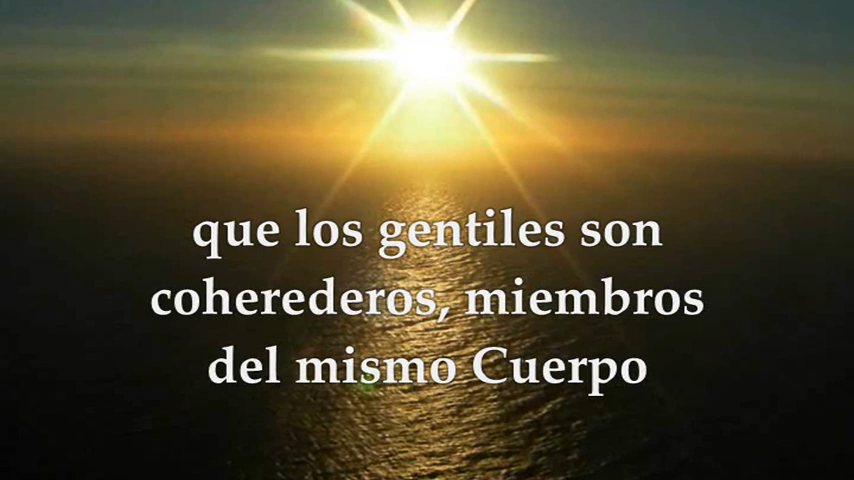 que los gentiles son
coherederos, miembros
del mismo Cuerpo